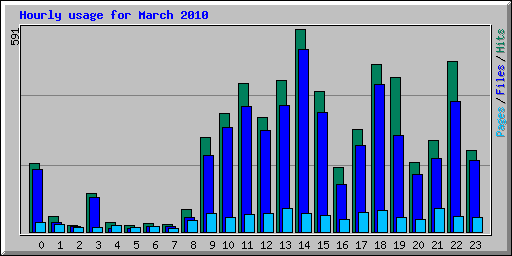 Hourly usage for March 2010
591
Pages / Files / Hits
0 1 2 3 4 5 6 7 8 9 10 11 12 13 14 15 16 17 18 19 20 21 22 23